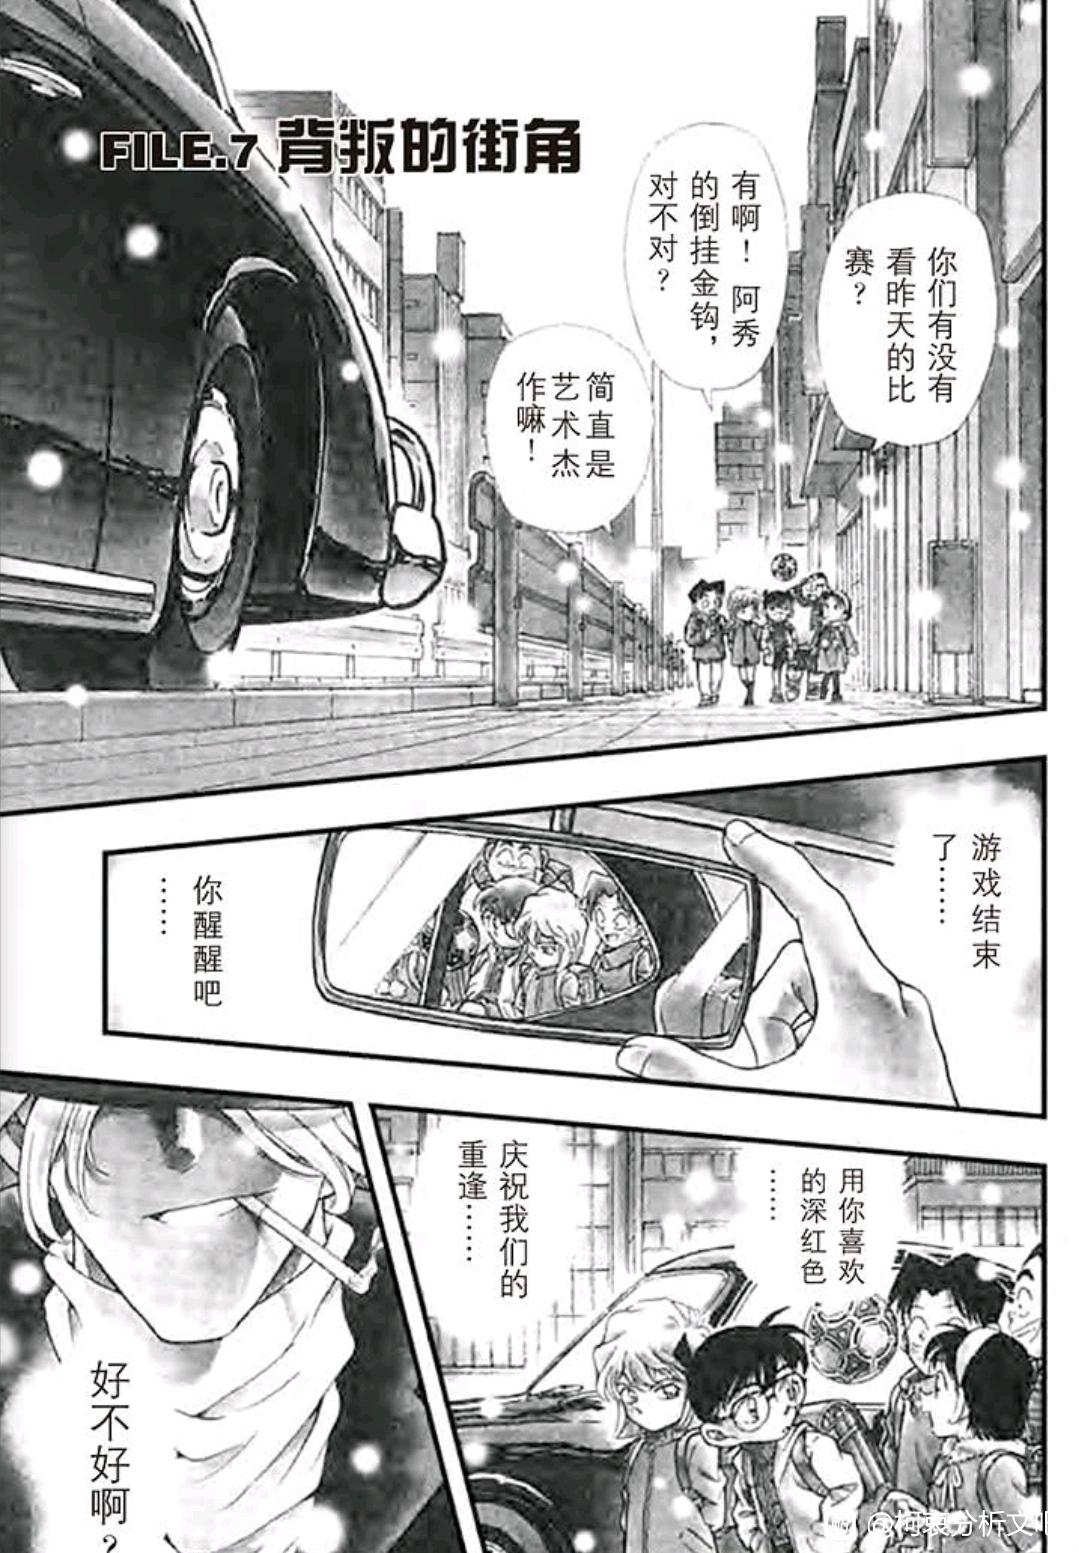 FILE.7 背叛的街角
你们有没有
看昨天的比
赛？
有啊！阿秀
的倒挂金钩，
对不对？
简直是
艺术杰
作嘛！
游戏结束
了……
你醒醒吧
……
用你喜欢
的深红色
……
庆祝我们的
重逢……
好不好啊？
@柯哀分析文吧